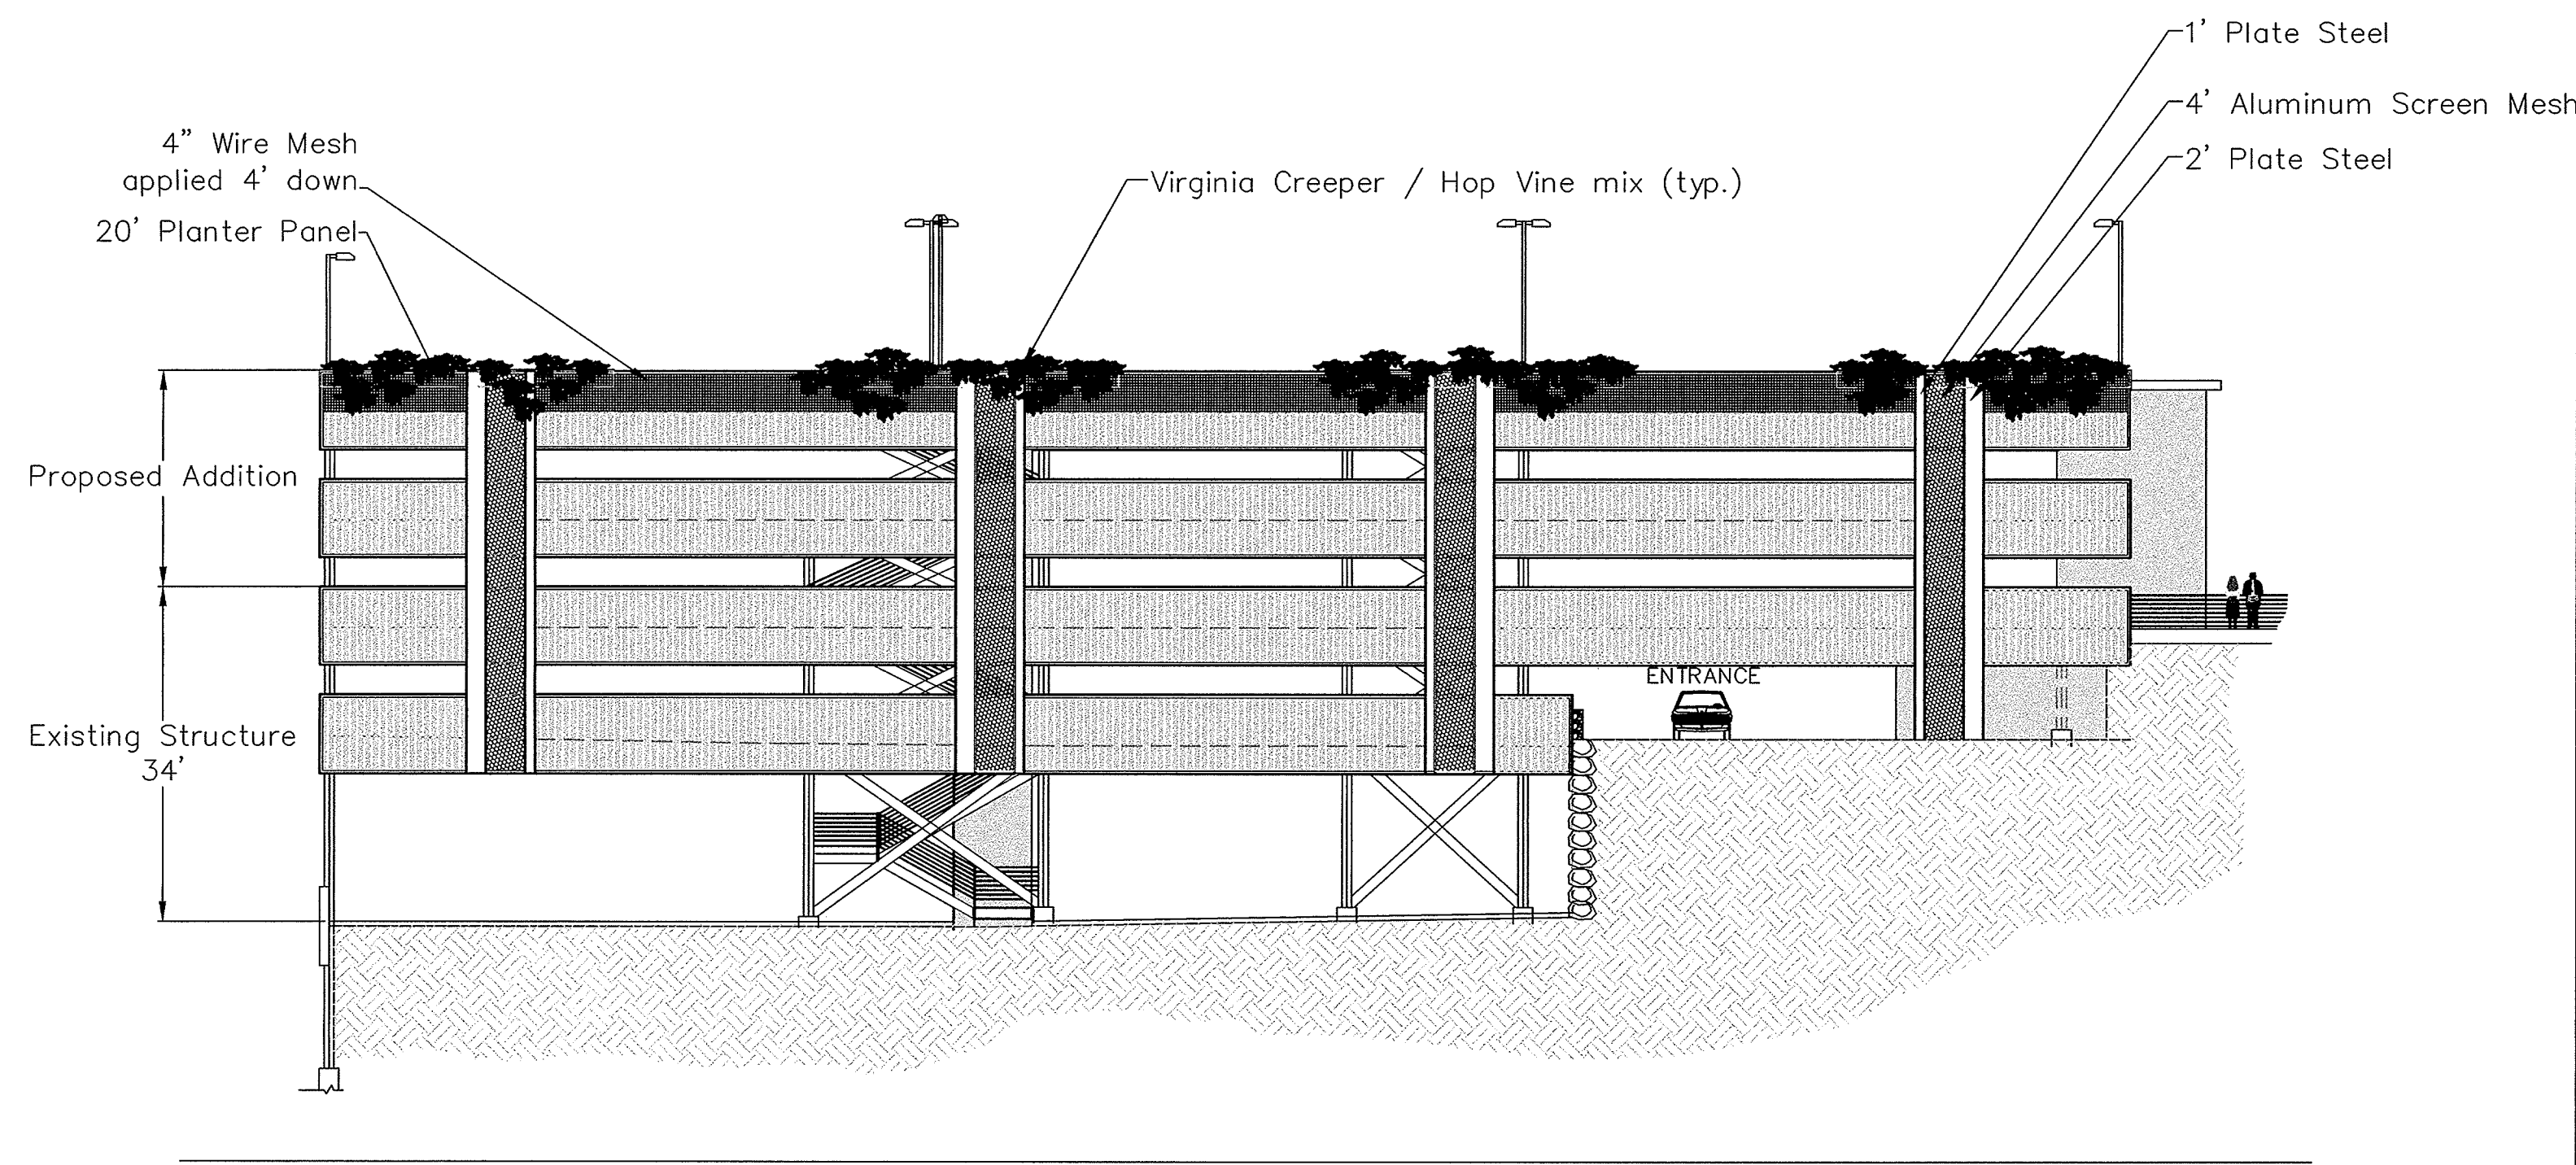 1’ Plate Steel
4’ Aluminum Screen Mesh
2’ Plate Steel
4” Wire Mesh
applied 4’ down
20’ Planter Panel
Virginia Creeper / Hop Vine mix (typ.)
Proposed Addition
ENTRANCE
Existing Structure
34’